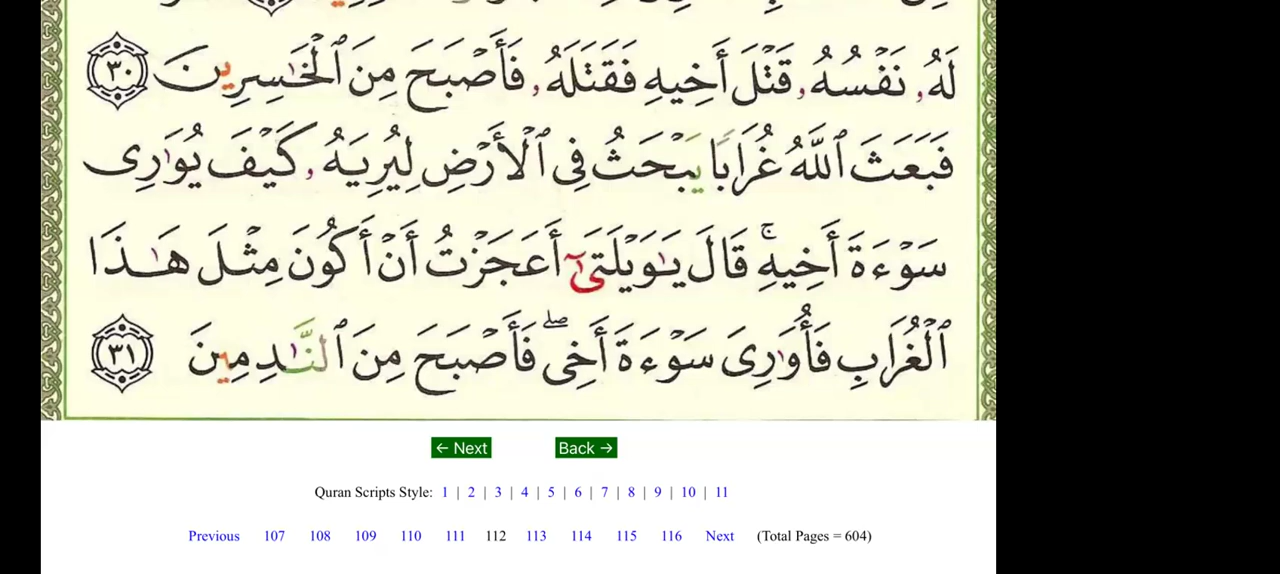 لَهُۥ نَفْسُهُۥ قَتْلَ أَخِيهِ فَقَتَلَهُۥ فَأَصْبَحَ مِنَ ٱلْخَٰسِرِينَ ٣٠
فَبَعَثَ ٱللَّهُ غُرَابًا يَبْحَثُ فِى ٱلْأَرْضِ لِيُرِيَهُۥ كَيْفَ يُوَٰرِى
سَوْءَةَ أَخِيهِ ۚ قَالَ يَٰوَيْلَتَىٰٓ أَعَجَزْتُ أَنْ أَكُونَ مِثْلَ هَٰذَا
ٱلْغُرَابِ فَأُوَٰرِىَ سَوْءَةَ أَخِى ۖ فَأَصْبَحَ مِنَ ٱلنَّٰدِمِينَ ٣١
← Next Back →
Quran Scripts Style: 1 | 2 | 3 | 4 | 5 | 6 | 7 | 8 | 9 | 10 | 11
Previous 107 108 109 110 111 112 113 114 115 116 Next (Total Pages = 604)